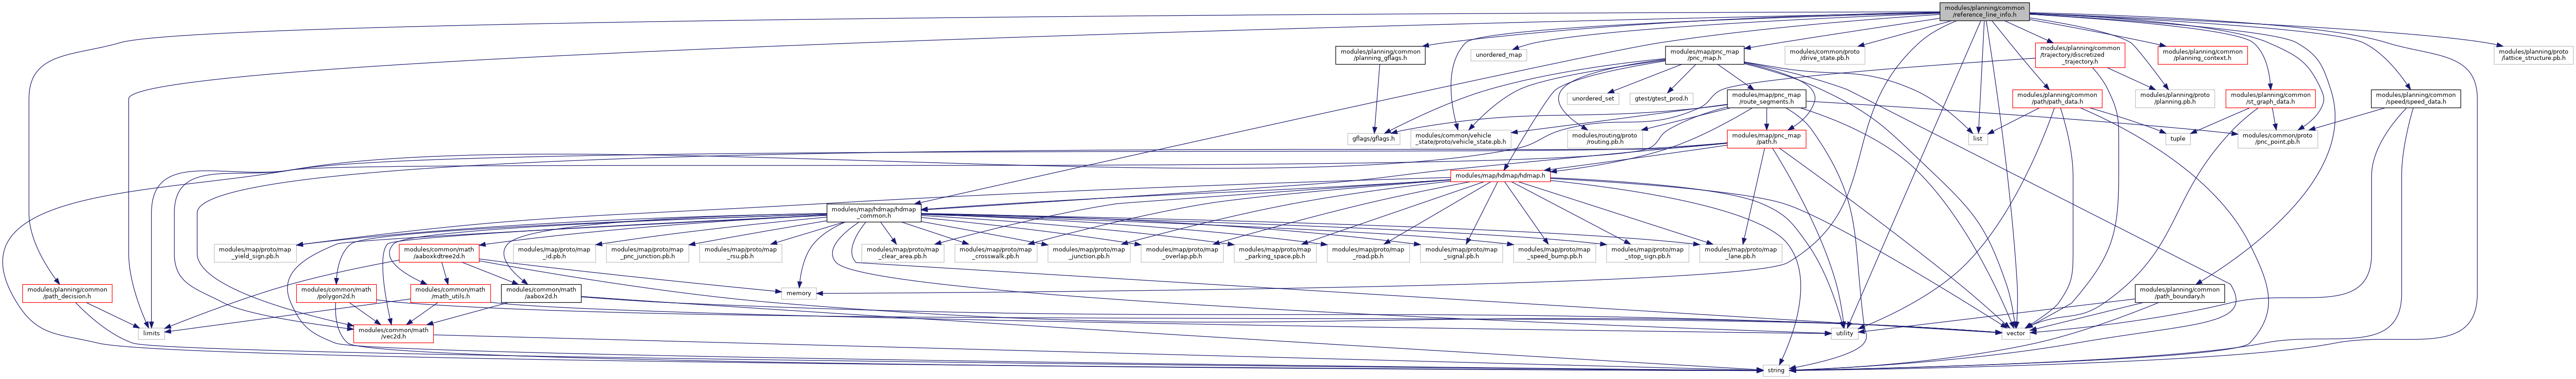 modules/planning/common
/reference_line_info.h
modules/planning/common
/planning_gflags.h
unordered_map
modules/map/pnc_map
/pnc_map.h
modules/common/proto
/drive_state.pb.h
modules/planning/common
/trajectory/discretized
_trajectory.h
modules/planning/common
/planning_context.h
modules/planning/proto
/lattice_structure.pb.h
unordered_set
gtest/gtest_prod.h
modules/map/pnc_map
/route_segments.h
modules/planning/proto
/planning.pb.h
modules/planning/common
/path/path_data.h
modules/planning/common
/st_graph_data.h
modules/planning/common
/speed/speed_data.h
gflags/gflags.h
modules/common/vehicle
_state/proto/vehicle_state.pb.h
modules/routing/proto
/routing.pb.h
modules/map/pnc_map
/path.h
list
tuple
modules/common/proto
/pnc_point.pb.h
modules/map/hdmap/hdmap.h
modules/map/hdmap/hdmap
_common.h
modules/map/proto/map
_yield_sign.pb.h
modules/common/math
/aaboxkdtree2d.h
modules/map/proto/map
_id.pb.h
modules/map/proto/map
_pnc_junction.pb.h
modules/map/proto/map
_rsu.pb.h
modules/map/proto/map
_clear_area.pb.h
modules/map/proto/map
_crosswalk.pb.h
modules/map/proto/map
_junction.pb.h
modules/map/proto/map
_overlap.pb.h
modules/map/proto/map
_parking_space.pb.h
modules/map/proto/map
_road.pb.h
modules/map/proto/map
_signal.pb.h
modules/map/proto/map
_speed_bump.pb.h
modules/map/proto/map
_stop_sign.pb.h
modules/map/proto/map
_lane.pb.h
modules/planning/common
/path_decision.h
modules/common/math
/polygon2d.h
modules/common/math
/math_utils.h
modules/common/math
/aabox2d.h
memory
modules/planning/common
/path_boundary.h
limits
modules/common/math
/vec2d.h
utility
vector
string